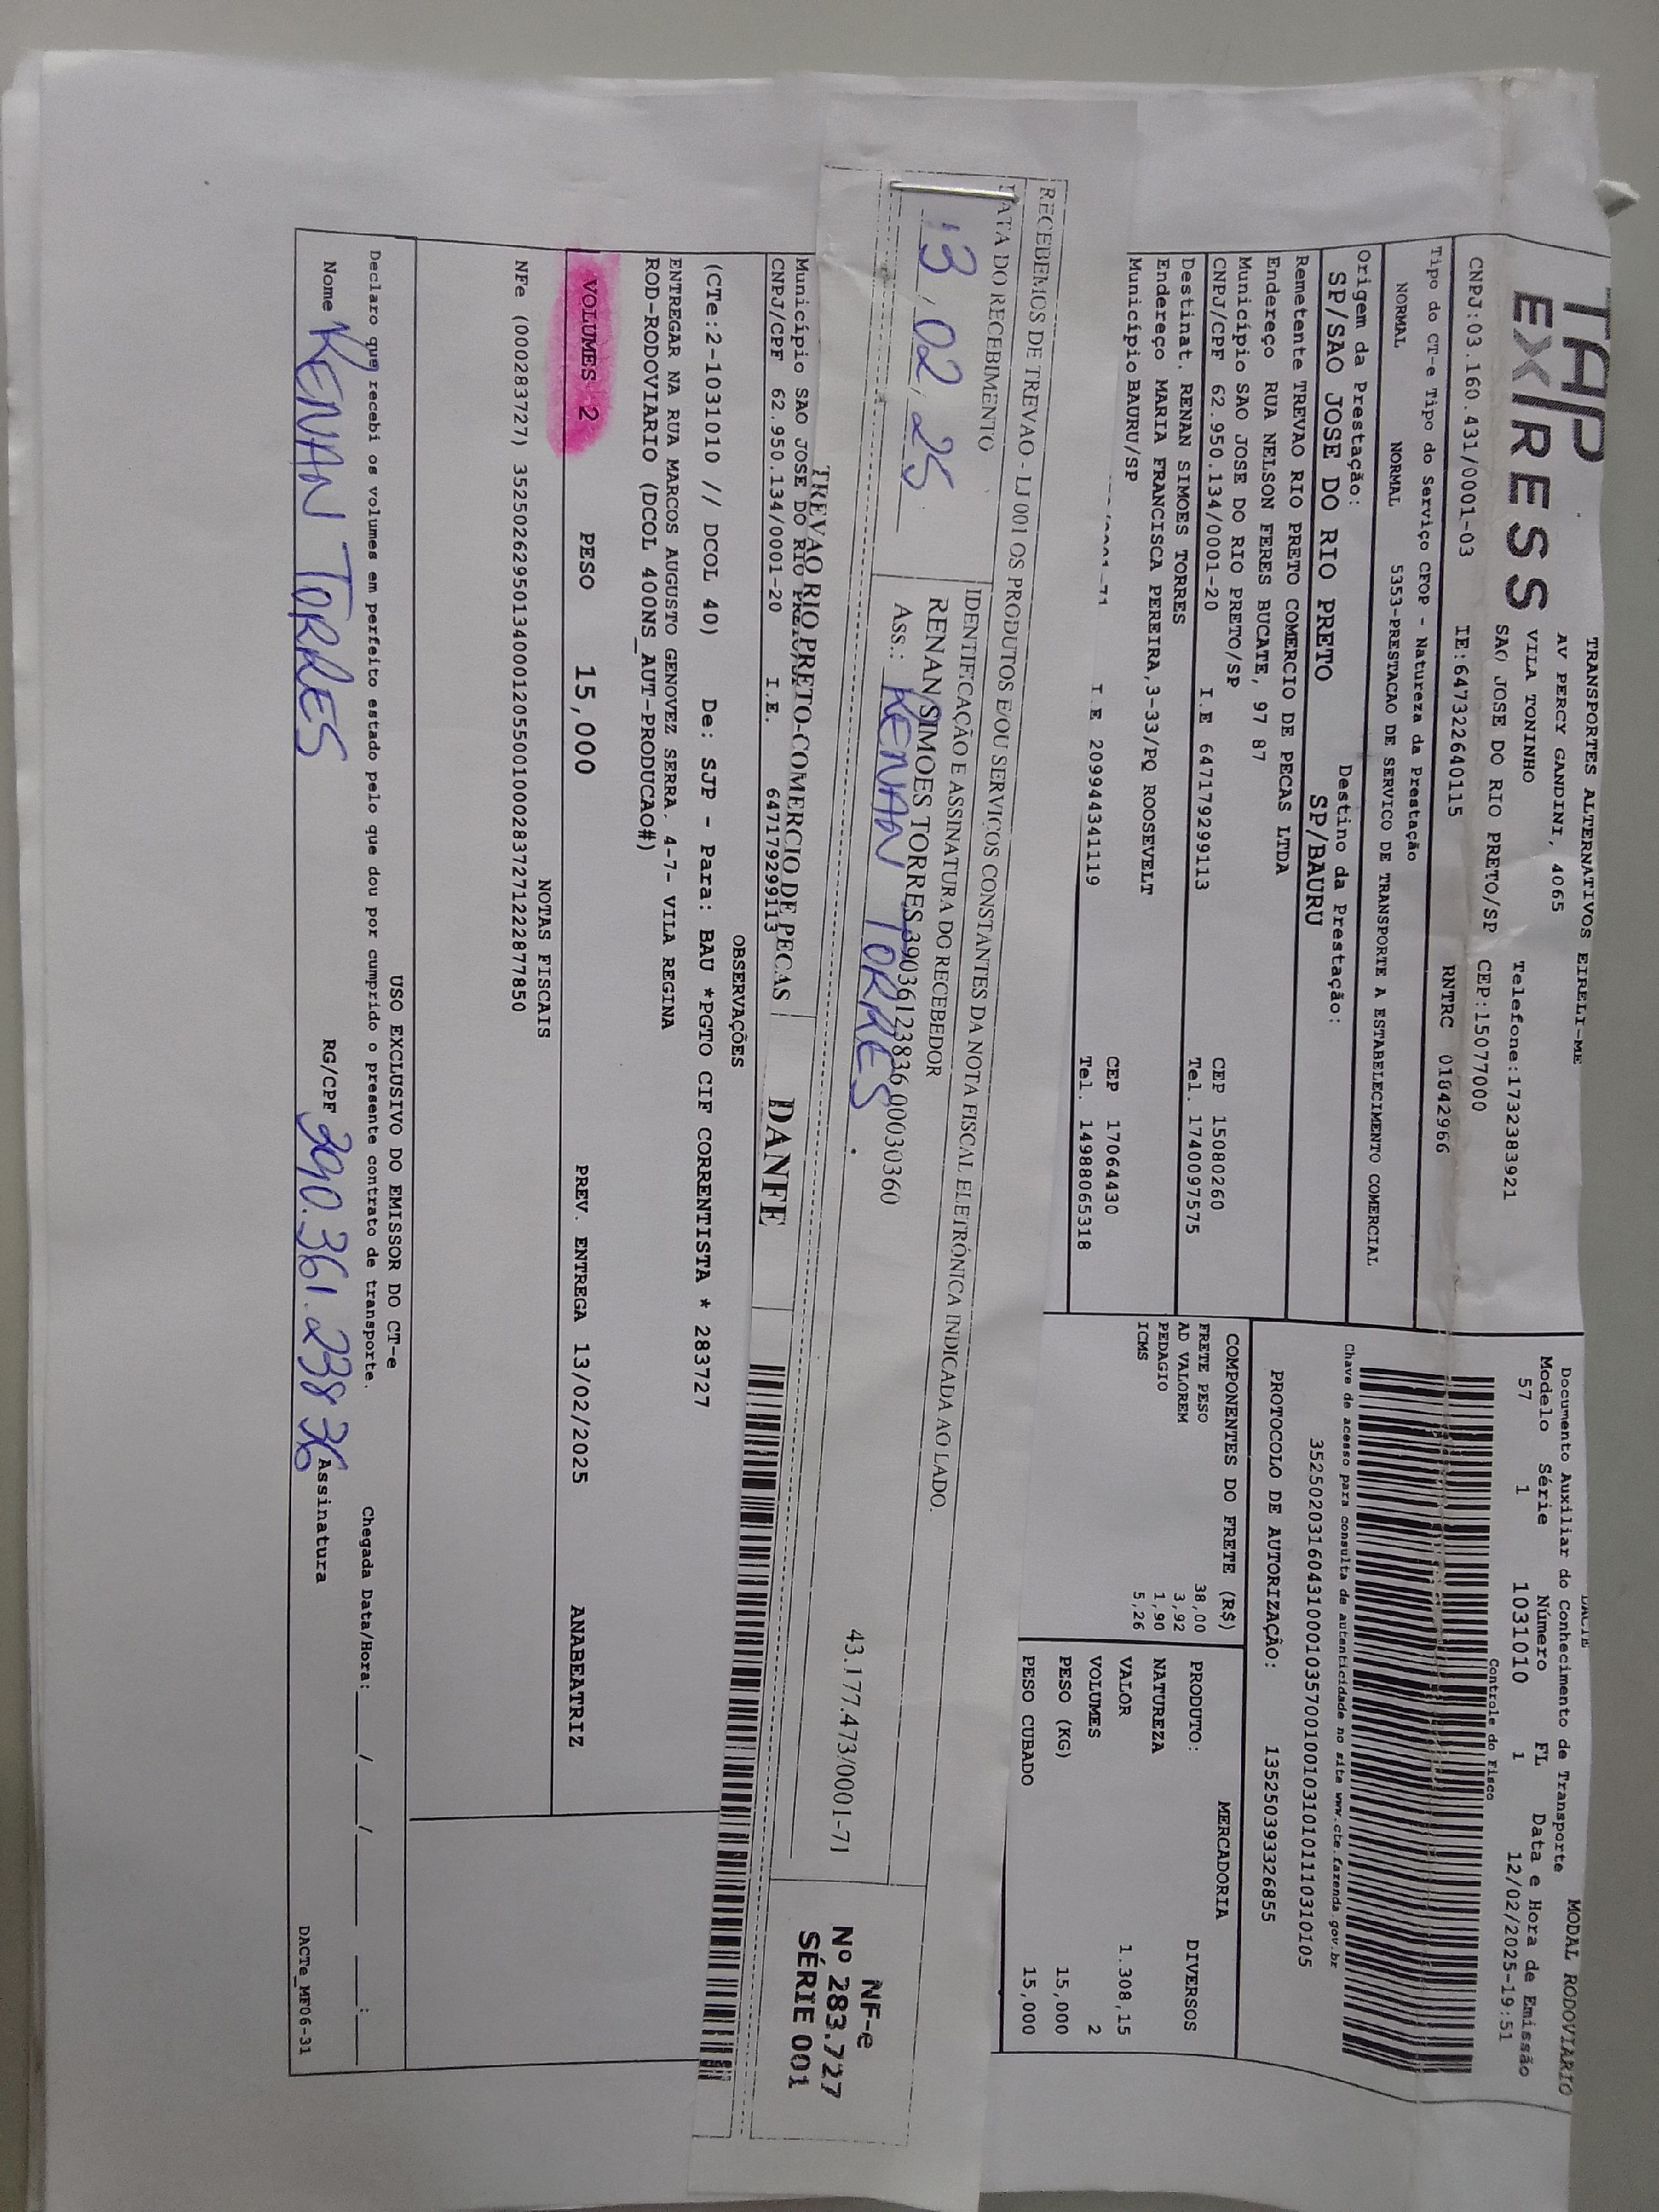 TAP
EXPRESS
TRANSPORTES ALTERNATIVOS EIRELI-ME
AV PERCY GANDINI, 4065
VILA TONINHO Telefone:1732383921
SAO JOSE DO RIO PRETO/SP CEP:15077000
CNPJ:03.160.431/0001-03 IE:647322640115 RNTRC 01842966
DACTE MODAL RODOVIARIO
Documento Auxiliar do Conhecimento de Transporte
Modelo Série Número FL Data e Hora de Emissão
57 1 1031010 1 12/02/2025-19:51
Controle do Fisco
Tipo do CT-e Tipo do Serviço CFOP - Natureza da Prestação
NORMAL NORMAL 5353-PRESTACAO DE SERVICO DE TRANSPORTE A ESTABELECIMENTO COMERCIAL
Chave de acesso para consulta de autenticidade no site www.cte.fazenda.gov.br
Origem da Prestação: Destino da Prestação:
SP/SAO JOSE DO RIO PRETO SP/BAURU
PROTOCOLO DE AUTORIZAÇÃO: 135250393326855
Remetente TREVAO RIO PRETO COMERCIO DE PECAS LTDA
Endereço RUA NELSON FERES BUCATE, 97 87
Município SAO JOSE DO RIO PRETO/SP CEP 15080260
CNPJ/CPF 62.950.134/0001-20 I.E 647179299113 Tel. 1740097575
Destinat. RENAN SIMOES TORRES
Endereço MARIA FRANCISCA PEREIRA,3-33/PQ ROOSEVELT
Município BAURU/SP CEP 17064430
I.E 209944341119 Tel. 14988065318
COMPONENTES DO FRETE (R$)
FRETE PESO 38,00
AD VALOREM 3,92
PEDAGIO 1,90
ICMS 5,26
MERCADORIA
PRODUTO: DIVERSOS
NATUREZA
VALOR 1.308,15
VOLUMES 2
PESO (KG) 15,000
PESO CUBADO 15,000
RECEBEMOS DE TREVAO - LJ 001 OS PRODUTOS E/OU SERVIÇOS CONSTANTES DA NOTA FISCAL ELETRÔNICA INDICADA AO LADO.
DATA DO RECEBIMENTO IDENTIFICAÇÃO E ASSINATURA DO RECEBEDOR
13/02/25 RENAN SIMOES TORRES 39036123836 00030360
Ass.: RENAN TORRES 43.177.473/0001-71
NF-e
Nº 283.727
SÉRIE 001
TREVAO RIO PRETO-COMERCIO DE PECAS DANFE
Município SAO JOSE DO RIO
CNPJ/CPF 62.950.134/0001-20 I.E. 647179299113
OBSERVAÇÕES
(CTe:2-1031010 // DCOL 40) De: SJP - Para: BAU *PGTO CIF CORRENTISTA * 283727
ENTREGAR NA RUA MARCOS AUGUSTO GENOVEZ SERRA. 4-7- VILA REGINA
ROD-RODOVIARIO (DCOL 400NS_AUT-PRODUCAO#)
VOLUMES 2 PESO 15,000 PREV. ENTREGA 13/02/2025 ANABEATRIZ
NOTAS FISCAIS
USO EXCLUSIVO DO EMISSOR DO CT-e
Declaro que recebi os volumes em perfeito estado pelo que dou por cumprido o presente contrato de transporte. Chegada Data/Hora:___/___/___ __:__
Nome RENAN TORRES RG/CPF 390.361.238 36 Assinatura
DACTe_MF06-31